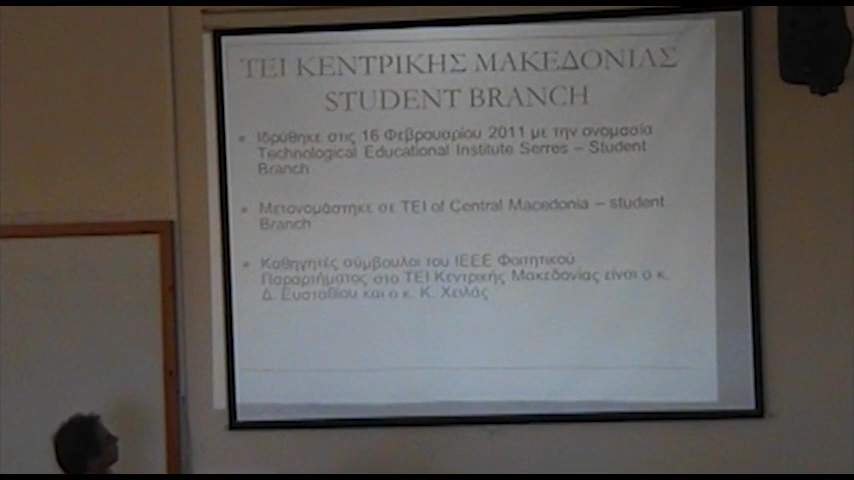 ΤΕΙ ΚΕΝΤΡΙΚΗΣ ΜΑΚΕΔΟΝΙΑΣ
STUDENT BRANCH
Ιδρύθηκε στις 16 Φεβρουαρίου 2011 με την ονομασία
Technological Educational Institute Serres – Student
Branch
Μετονομάστηκε σε TEI of Central Macedonia – student
Branch
Καθηγητές σύμβουλοι του IEEE Φοιτητικού
Παραρτήματος στο ΤΕΙ Κεντρικής Μακεδονίας είναι ο κ.
Δ. Ευσταθίου και ο κ. Κ. Χειλάς